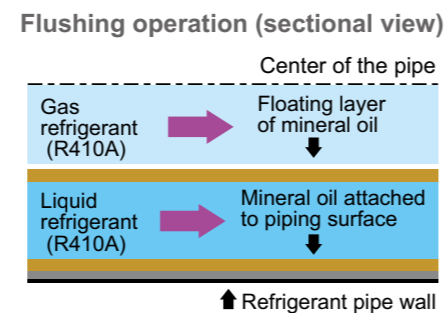 Flushing operation (sectional view)
Center of the pipe
Gas
refrigerant
(R410A)
Floating layer
of mineral oil
Liquid
refrigerant
(R410A)
Mineral oil attached
to piping surface
Refrigerant pipe wall